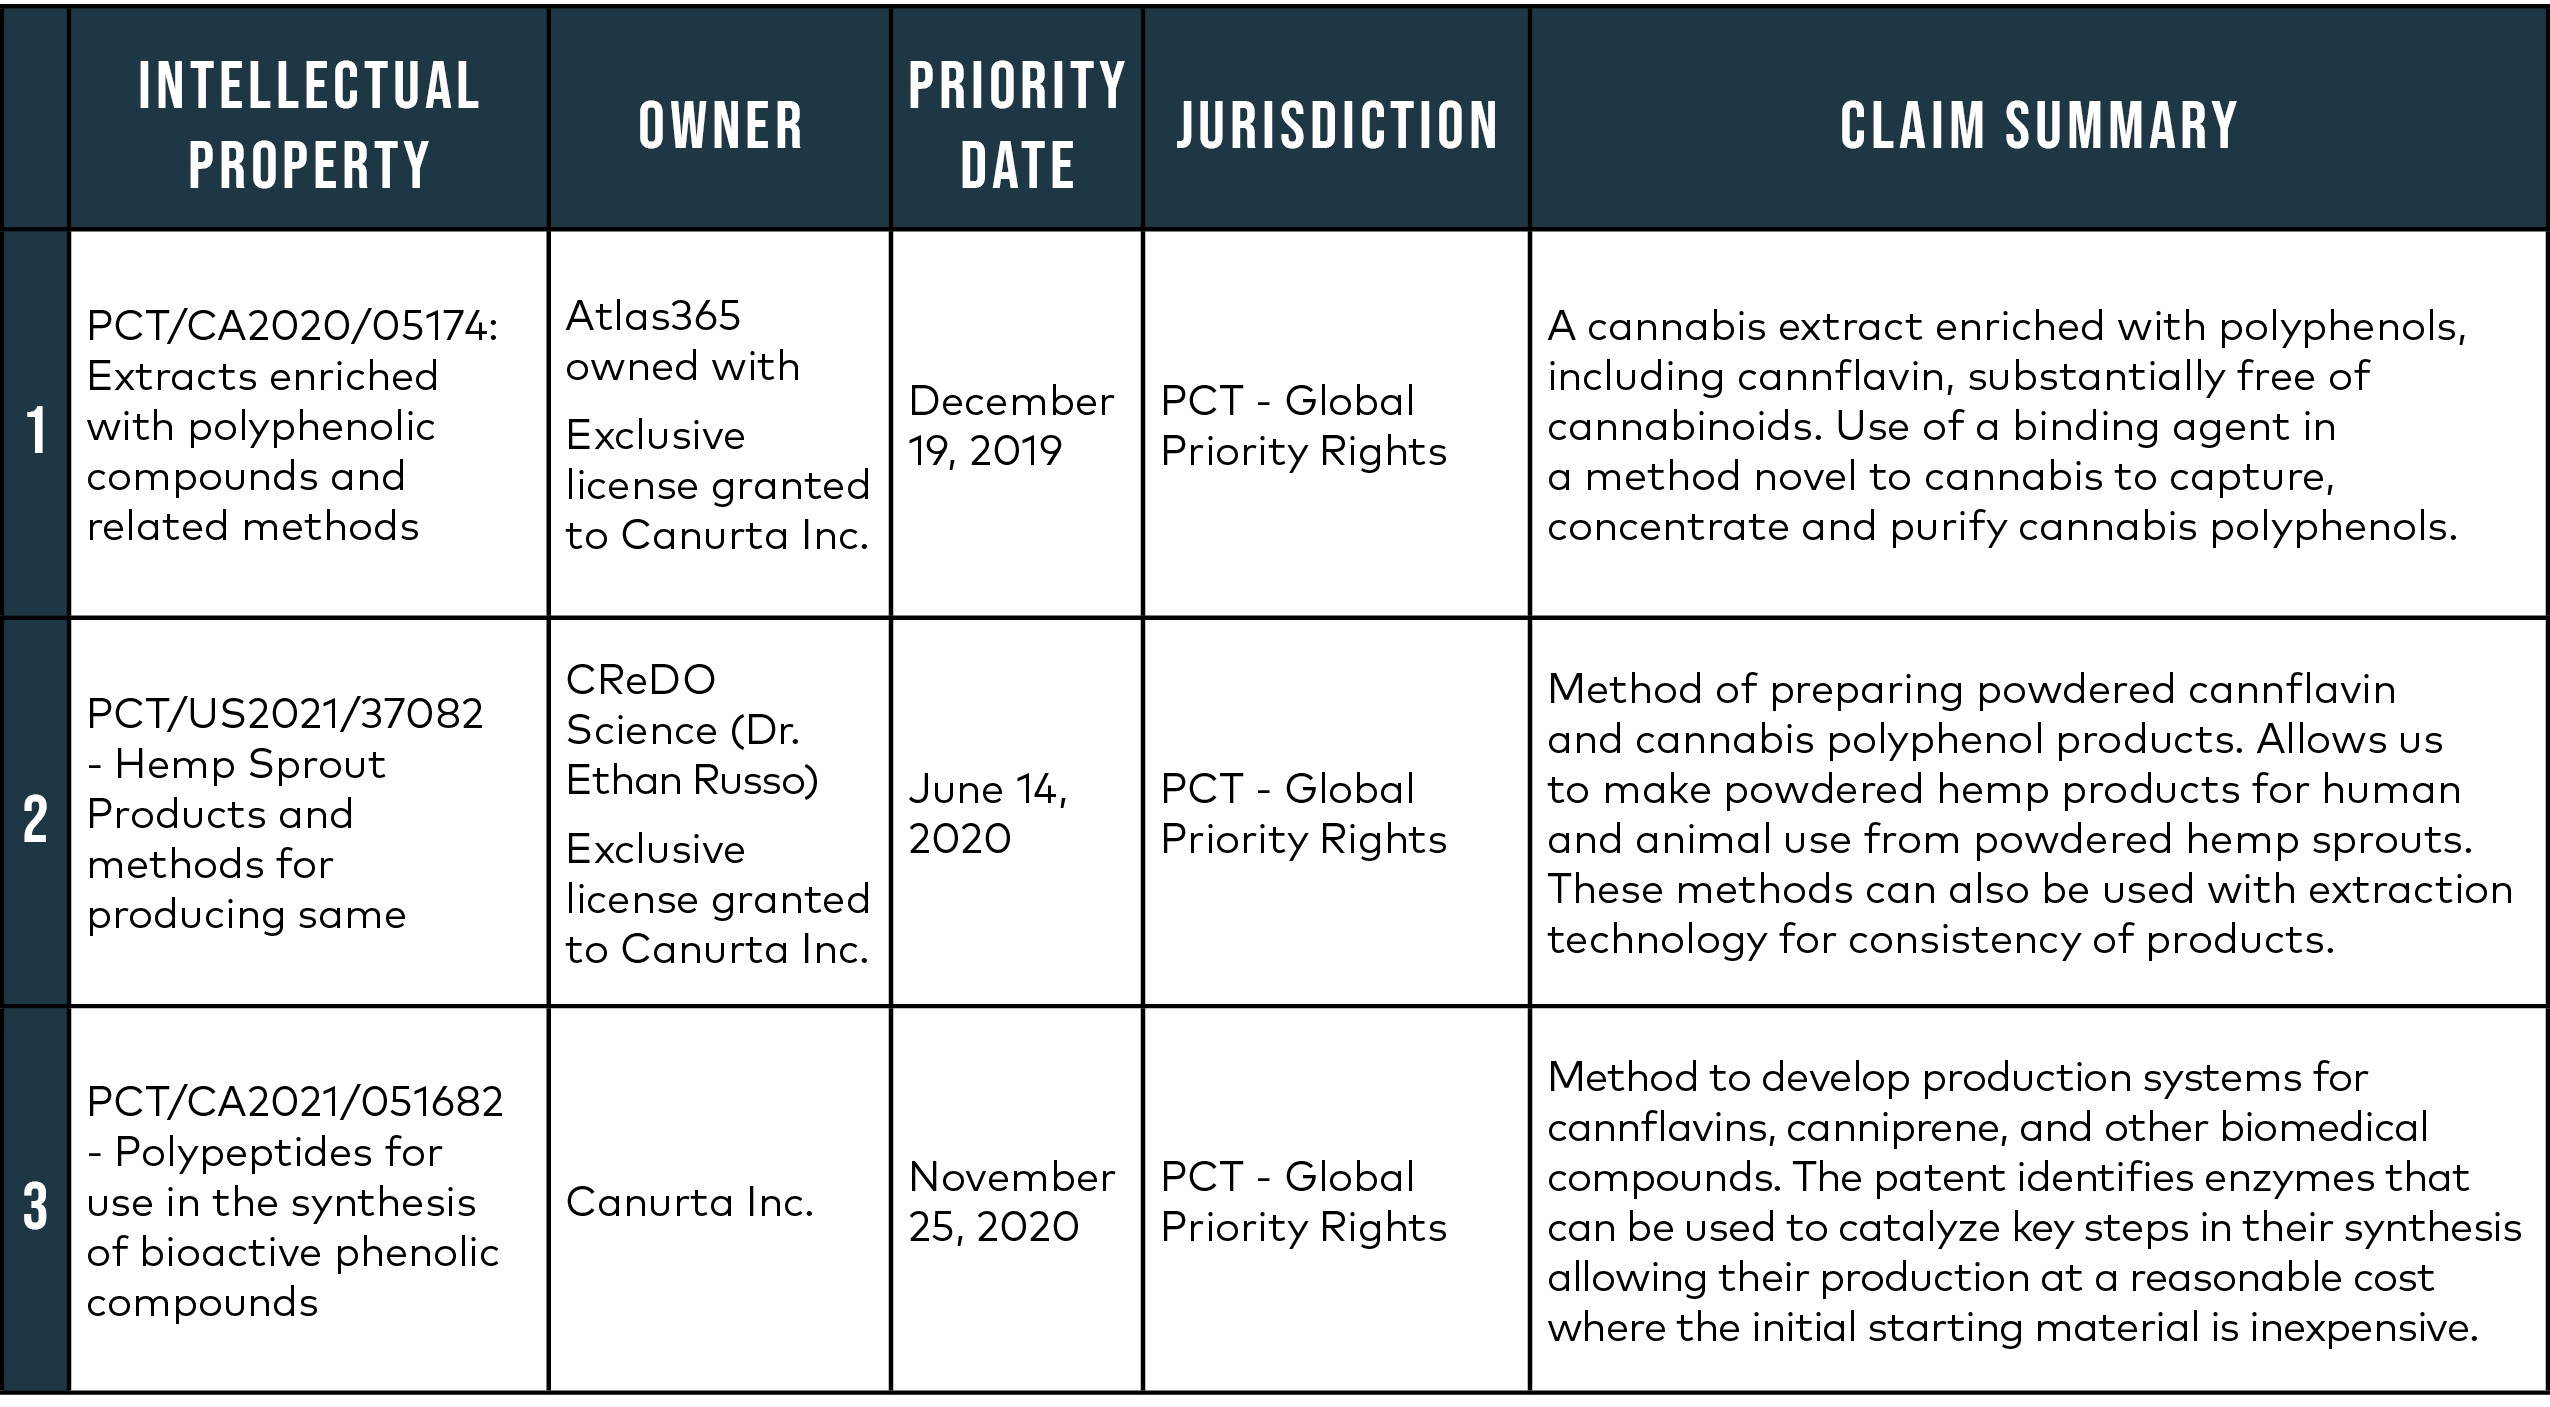 INTELLECTUAL
PROPERTY
OWNER
PRIORITY
DATE
JURISDICTION
CLAIM SUMMARY
1
PCT/CA2020/05174:
Extracts enriched
with polyphenolic
compounds and
related methods
Atlas365
owned with
Exclusive
license granted
to Canurta Inc.
December
19, 2019
PCT - Global
Priority Rights
A cannabis extract enriched with polyphenols,
including cannflavin, substantially free of
cannabinoids. Use of a binding agent in
a method novel to cannabis to capture,
concentrate and purify cannabis polyphenols.
2
PCT/US2021/37082
- Hemp Sprout
Products and
methods for
producing same
CReDO
Science (Dr.
Ethan Russo)
Exclusive
license granted
to Canurta Inc.
June 14,
2020
PCT - Global
Priority Rights
Method of preparing powdered cannflavin
and cannabis polyphenol products. Allows us
to make powdered hemp products for human
and animal use from powdered hemp sprouts.
These methods can also be used with extraction
technology for consistency of products.
3
PCT/CA2021/051682
- Polypeptides for
use in the synthesis
of bioactive phenolic
compounds
Canurta Inc.
November
25, 2020
PCT - Global
Priority Rights
Method to develop production systems for
cannflavins, canniprene, and other biomedical
compounds. The patent identifies enzymes that
can be used to catalyze key steps in their synthesis
allowing their production at a reasonable cost
where the initial starting material is inexpensive.